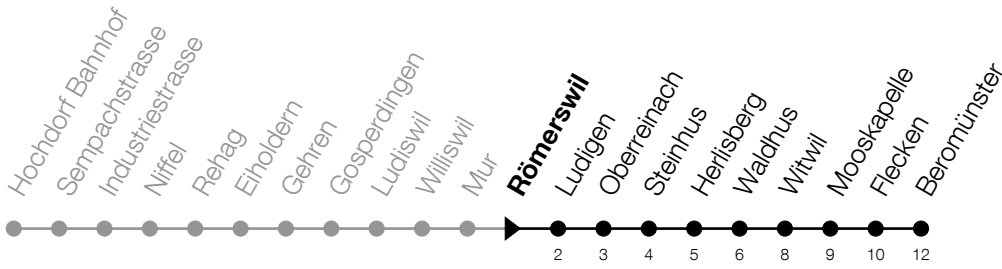 Hochdorf Bahnhof
Sempachstrasse
Industriestrasse
Niffel
Rehag
Eiholdern
Gehren
Gosperdingen
Ludiswil
Williswil
Mur
Römerswil
Ludigen
Oberreinach
Steinhus
Herlisberg
Waldhus
Witwil
Mooskapelle
Flecken
Beromünster
2 3 4 5 6 8 9 10 12